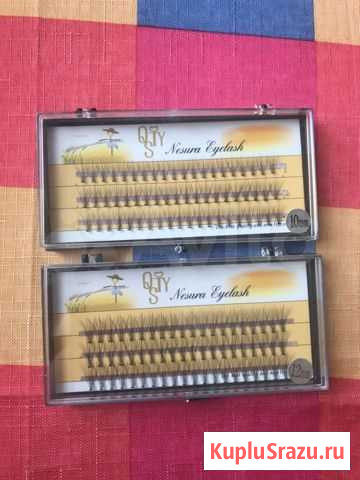 QSTY
Nesura Eyelash
10mm
QSTY
Nesura Eyelash
12mm
KupluSrazu.ru